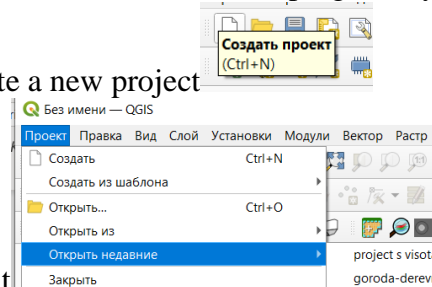 Создать проект
(Ctrl+N)
te a new project
Без имени — QGIS
Проект Правка Вид Слой Установки Модули Вектор Растр
Создать Ctrl+N
Создать из шаблона
Открыть... Ctrl+O
Открыть из
Открыть недавние project s visot
Закрыть goroda-derev